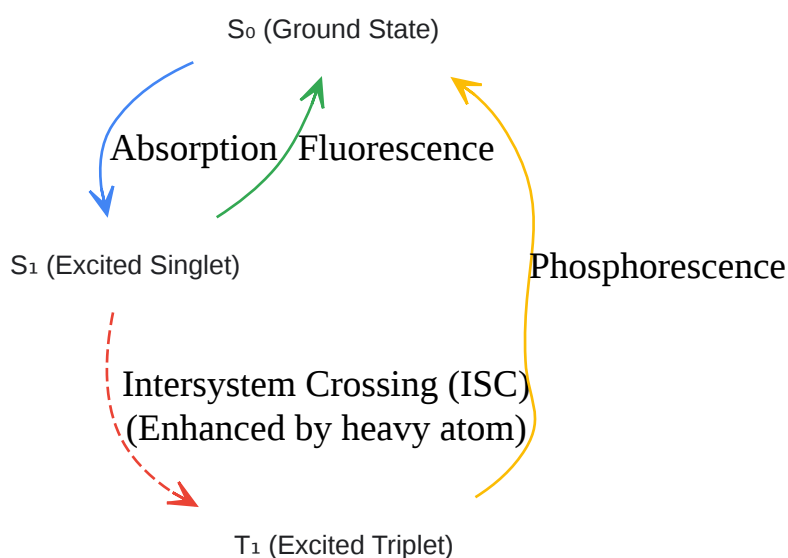 S₀ (Ground State)
Absorption
Fluorescence
S₁ (Excited Singlet)
Phosphorescence
Intersystem Crossing (ISC)
(Enhanced by heavy atom)
T₁ (Excited Triplet)